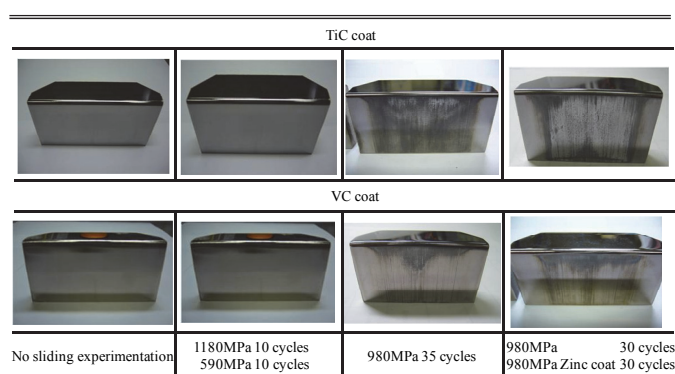 TiC coat
VC coat
No sliding experimentation
1180MPa 10 cycles
590MPa 10 cycles
980MPa 35 cycles
980MPa 30 cycles
980MPa Zinc coat 30 cycles